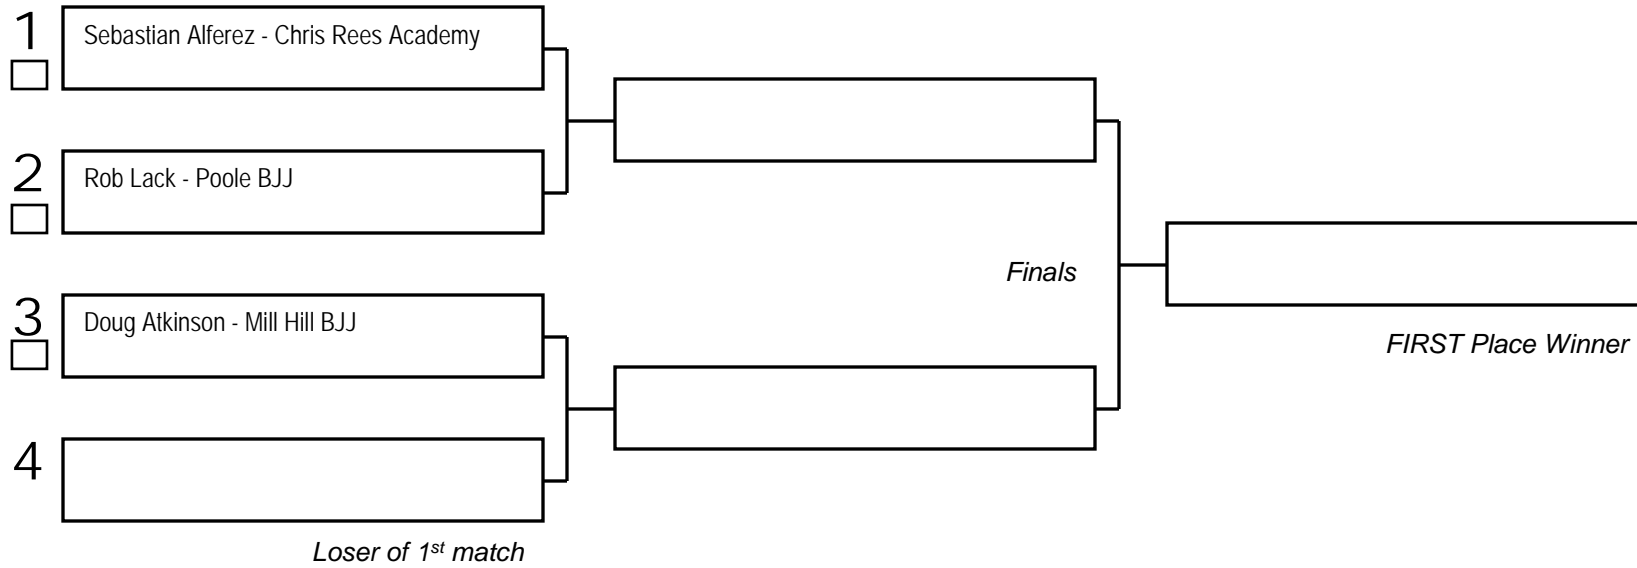 1
Sebastian Alferez - Chris Rees Academy
2
Rob Lack - Poole BJJ
Finals
3
Doug Atkinson - Mill Hill BJJ
FIRST Place Winner
4
Loser of 1st match